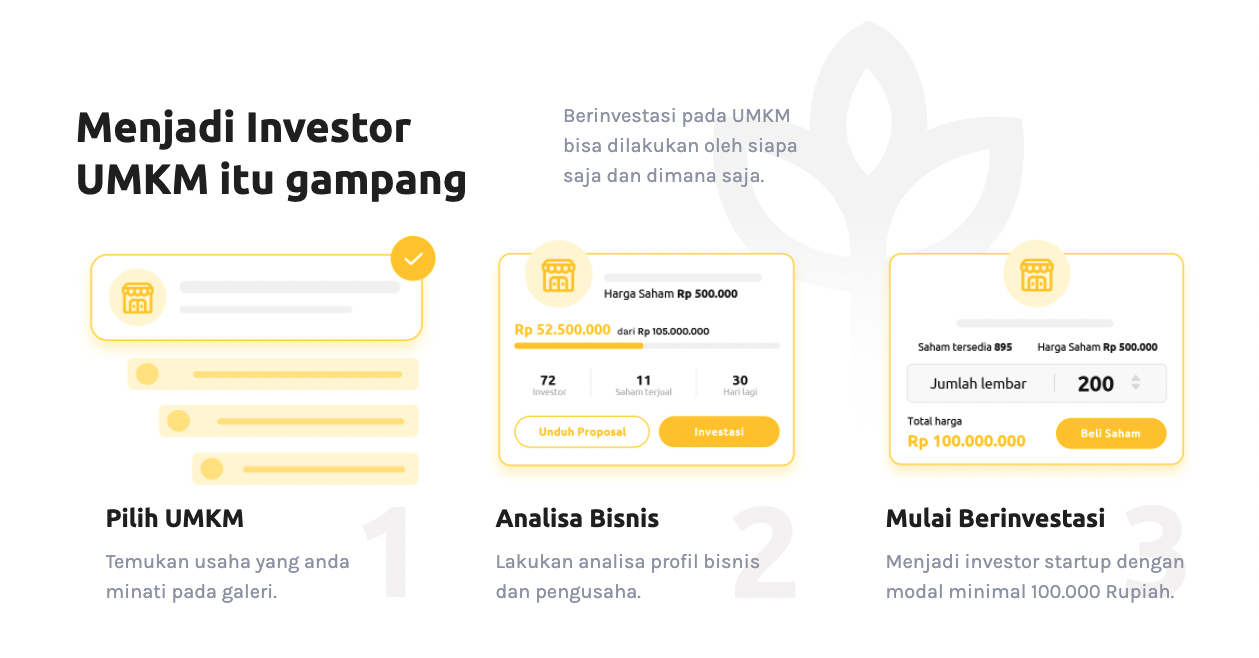 Menjadi Investor
UMKM itu gampang
Berinvestasi pada UMKM
bisa dilakukan oleh siapa
saja dan dimana saja.
Pilih UMKM
Temukan usaha yang anda
minati pada galeri.
1
Harga Saham Rp 500.000
Rp 52.500.000 dari Rp 105.000.000
72 11 30
Investor Saham terjual Hari lagi
Unduh Proposal Investasi
Analisa Bisnis
Lakukan analisa profil bisnis
dan pengusaha.
2
Saham tersedia 895 Harga Saham Rp 500.000
Jumlah lembar 200
Total harga
Rp 100.000.000 Beli Saham
Mulai Berinvestasi
Menjadi investor startup dengan
modal minimal 100.000 Rupiah.
3